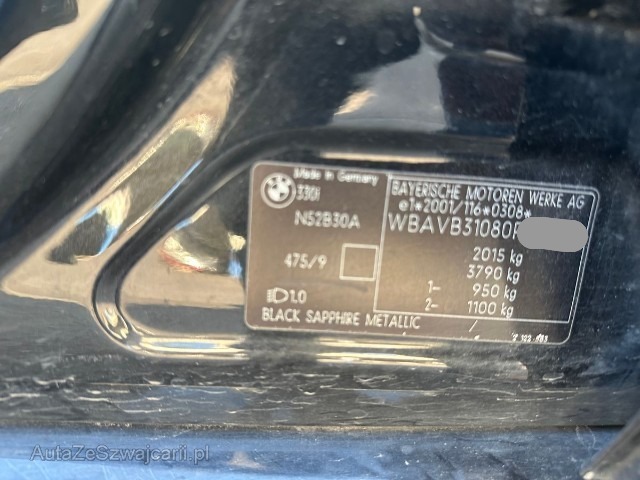 Made in Germany
330i
N52B30A
475/9
1.0
BLACK SAPPHIRE METALLIC /
BAYERISCHE MOTOREN WERKE AG
e1*2001/116*0308*
WBAVB31080
2015 kg
3790 kg
1- 950 kg
2- 1100 kg
AutaZeSzwajcarii.pl